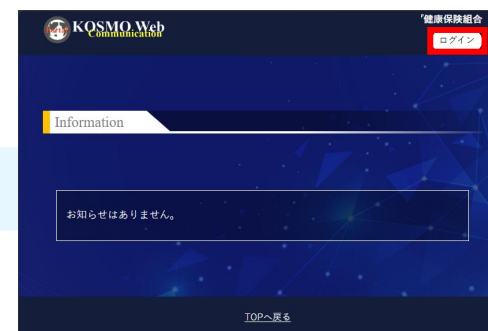 KOSMO Web
Communication
健康保険組合
ログイン
Information
お知らせはありません。
TOPへ戻る